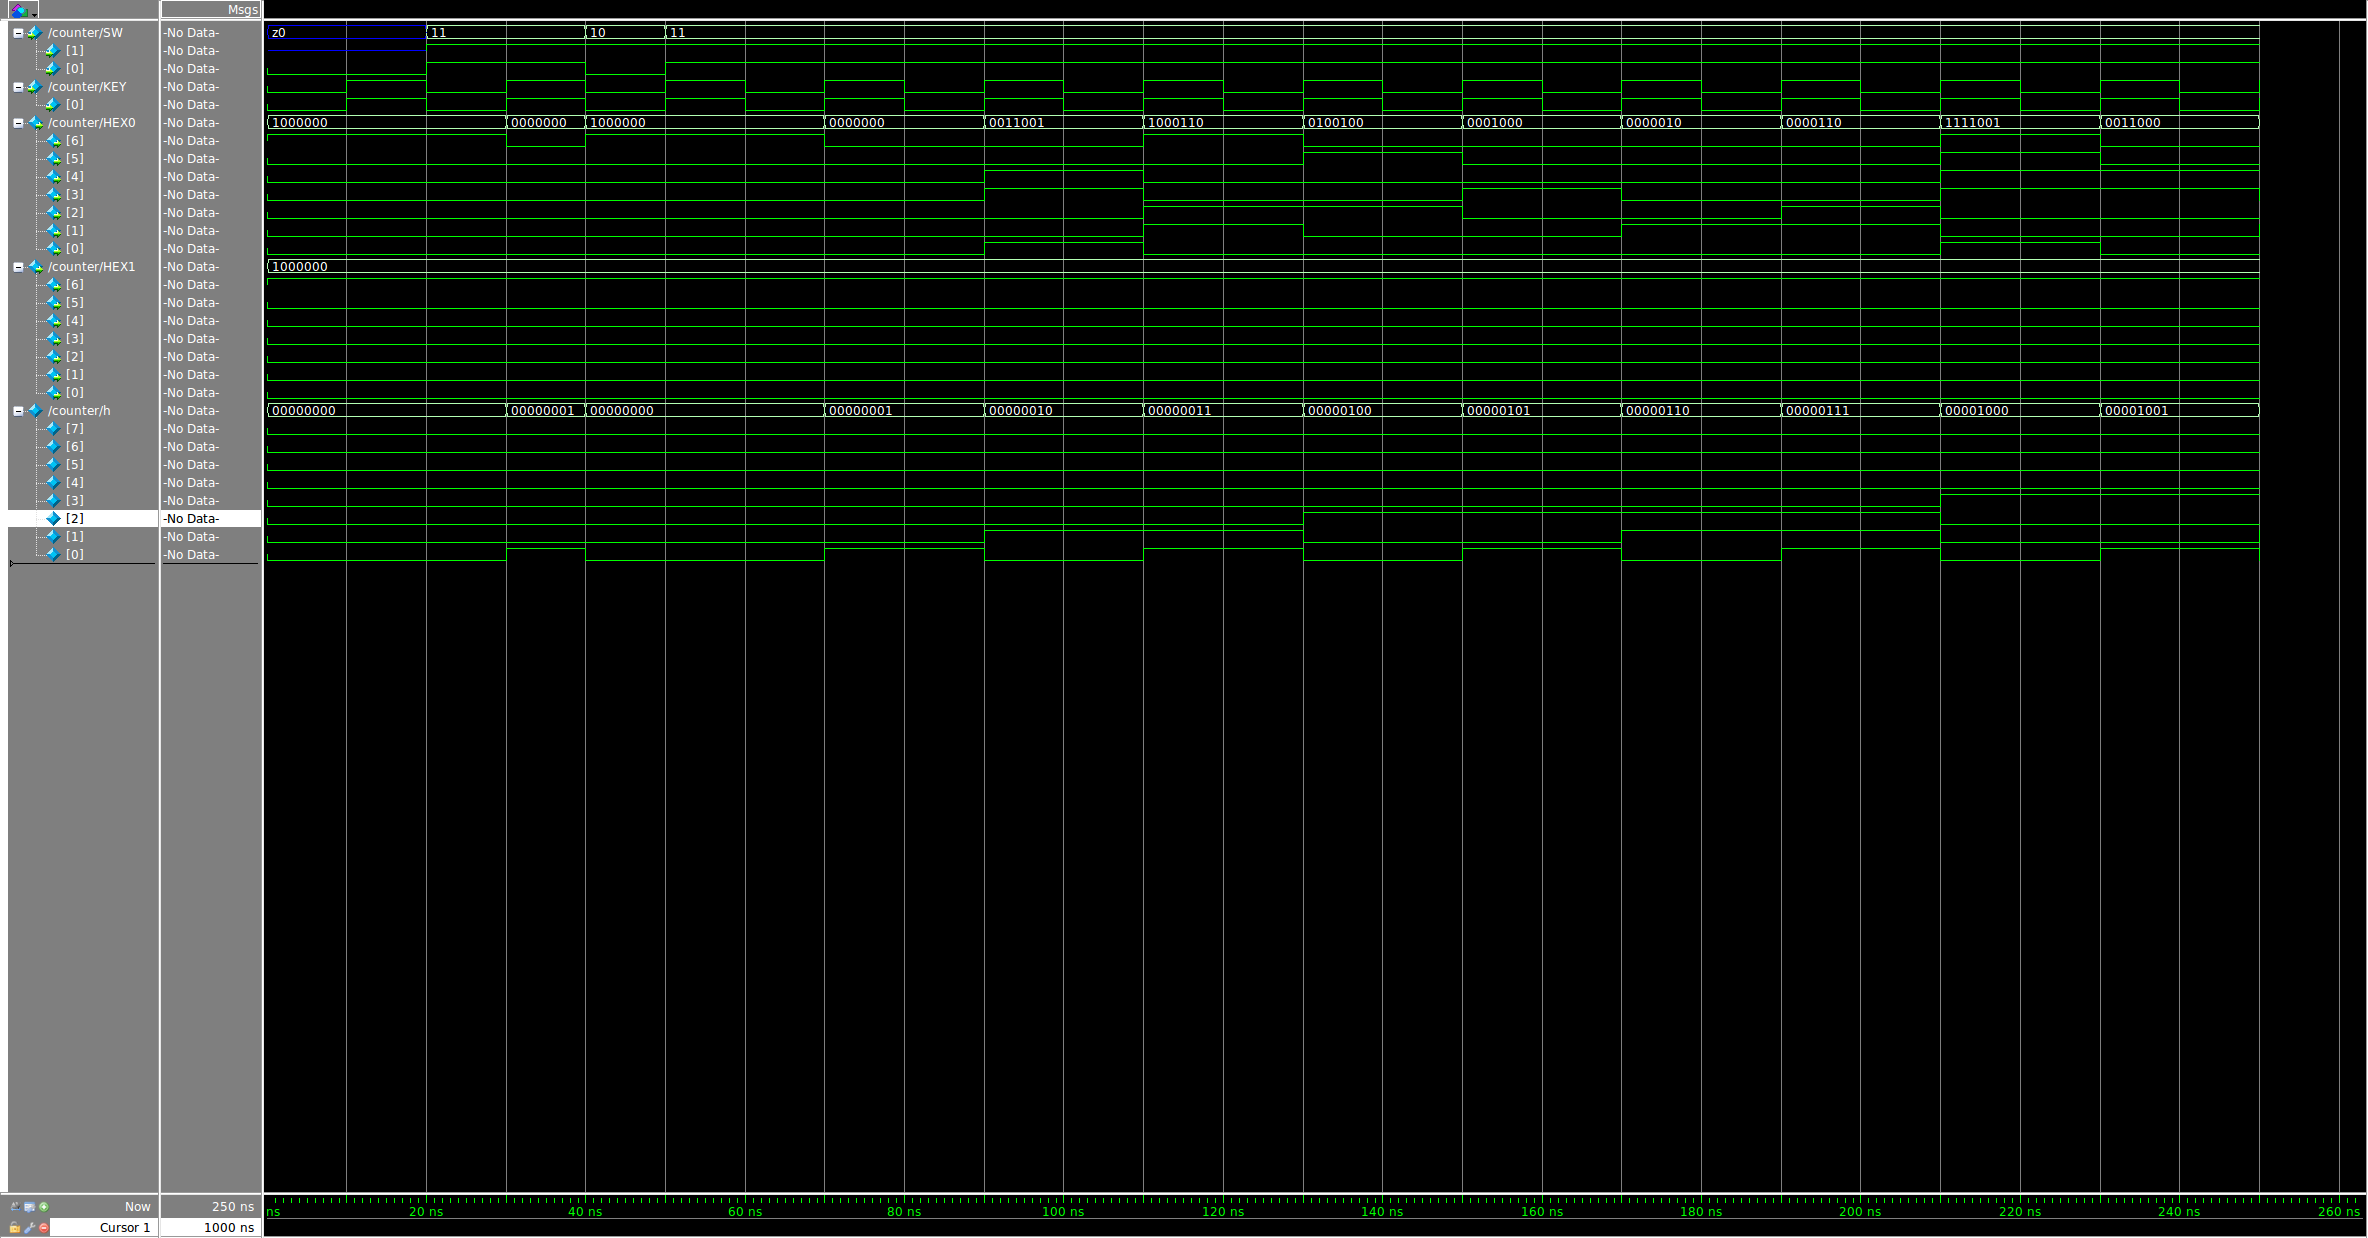 Msgs
/counter/SW -No Data- z0 11 10 11
[1] -No Data-
[0] -No Data-
/counter/KEY -No Data-
[0] -No Data-
/counter/HEX0 -No Data- 1000000 0000000 1000000 0000000 0011001 1000110 0100100 0001000 0000010 0000110 1111001 0011000
[6] -No Data-
[5] -No Data-
[4] -No Data-
[3] -No Data-
[2] -No Data-
[1] -No Data-
[0] -No Data-
/counter/HEX1 -No Data- 1000000
[6] -No Data-
[5] -No Data-
[4] -No Data-
[3] -No Data-
[2] -No Data-
[1] -No Data-
[0] -No Data-
/counter/h -No Data- 00000000 00000001 00000000 00000001 00000010 00000011 00000100 00000101 00000110 00000111 00001000 00001001
[7] -No Data-
[6] -No Data-
[5] -No Data-
[4] -No Data-
[3] -No Data-
[2] -No Data-
[1] -No Data-
[0] -No Data-
Now 250 ns
ns 20 ns 40 ns 60 ns 80 ns 100 ns 120 ns 140 ns 160 ns 180 ns 200 ns 220 ns 240 ns 260 ns
Cursor 1 1000 ns